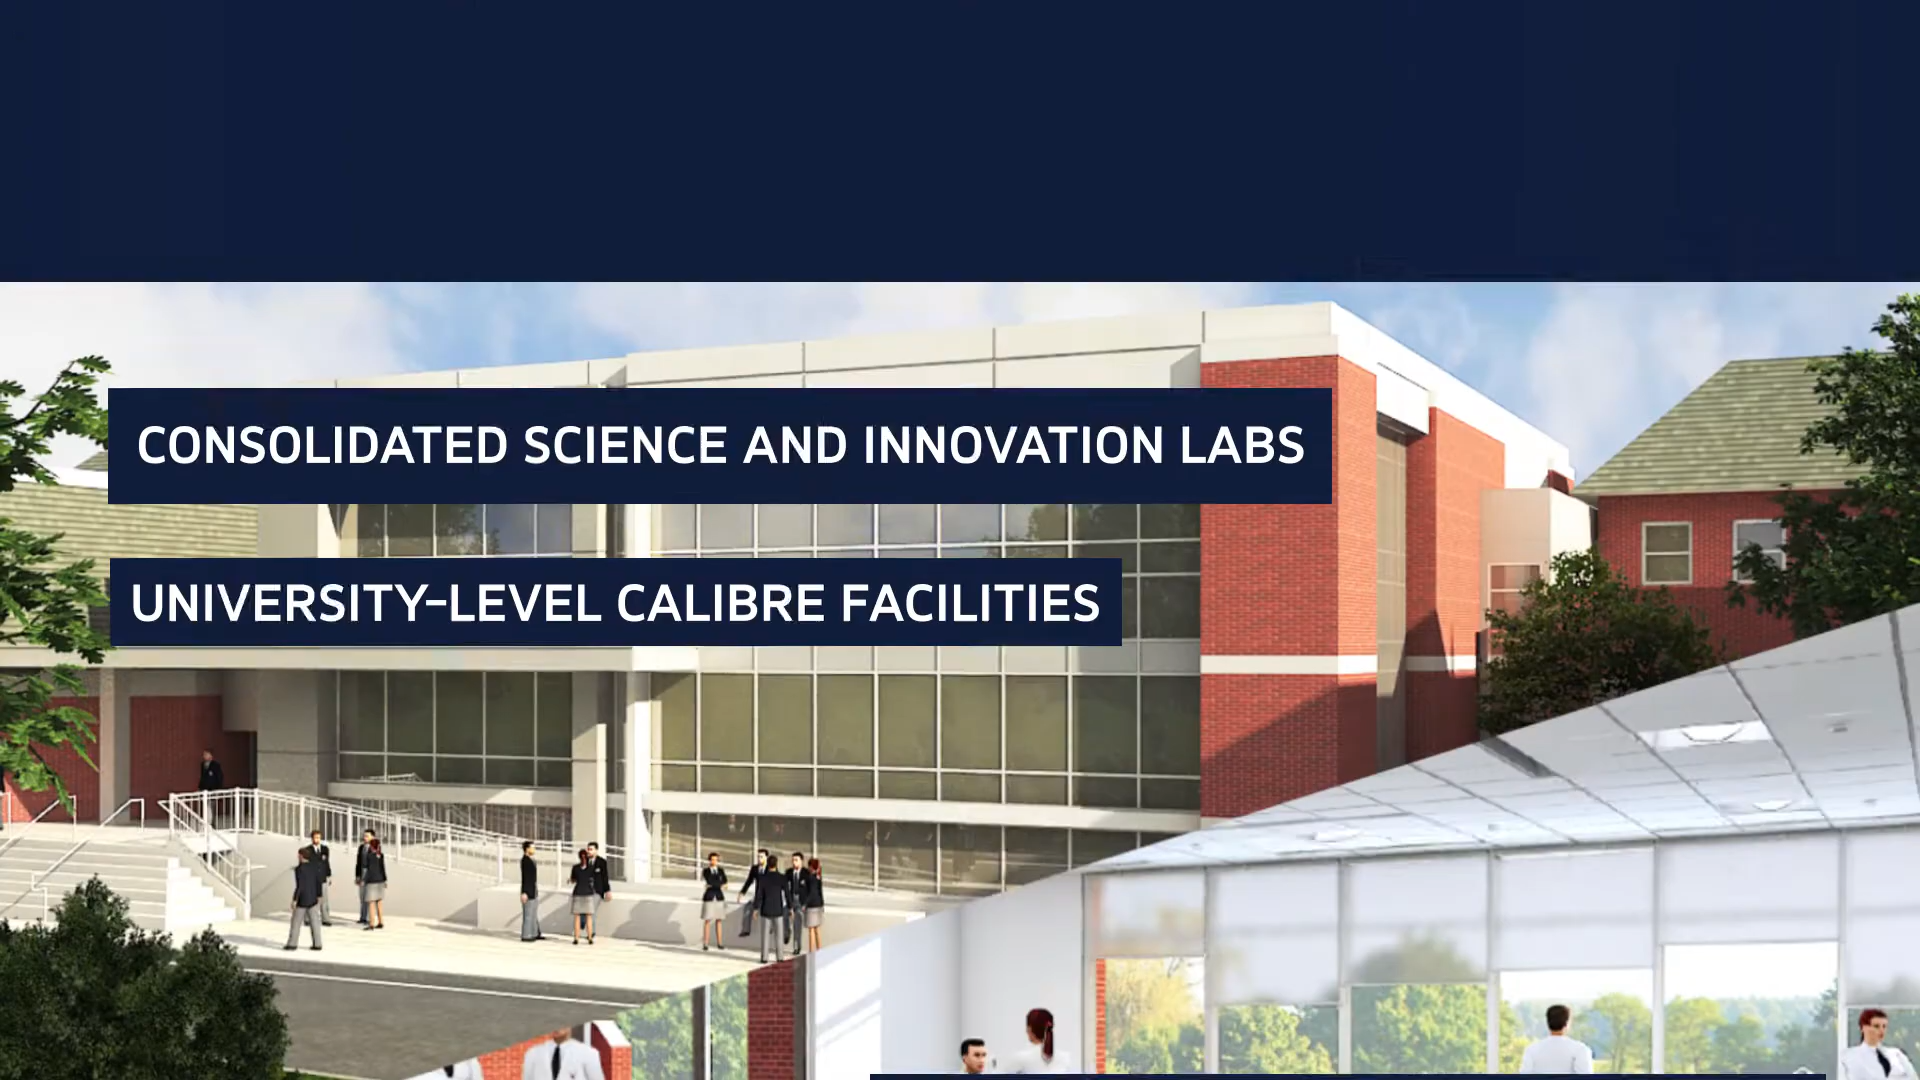 CONSOLIDATED SCIENCE AND INNOVATION LABS
UNIVERSITY-LEVEL CALIBRE FACILITIES